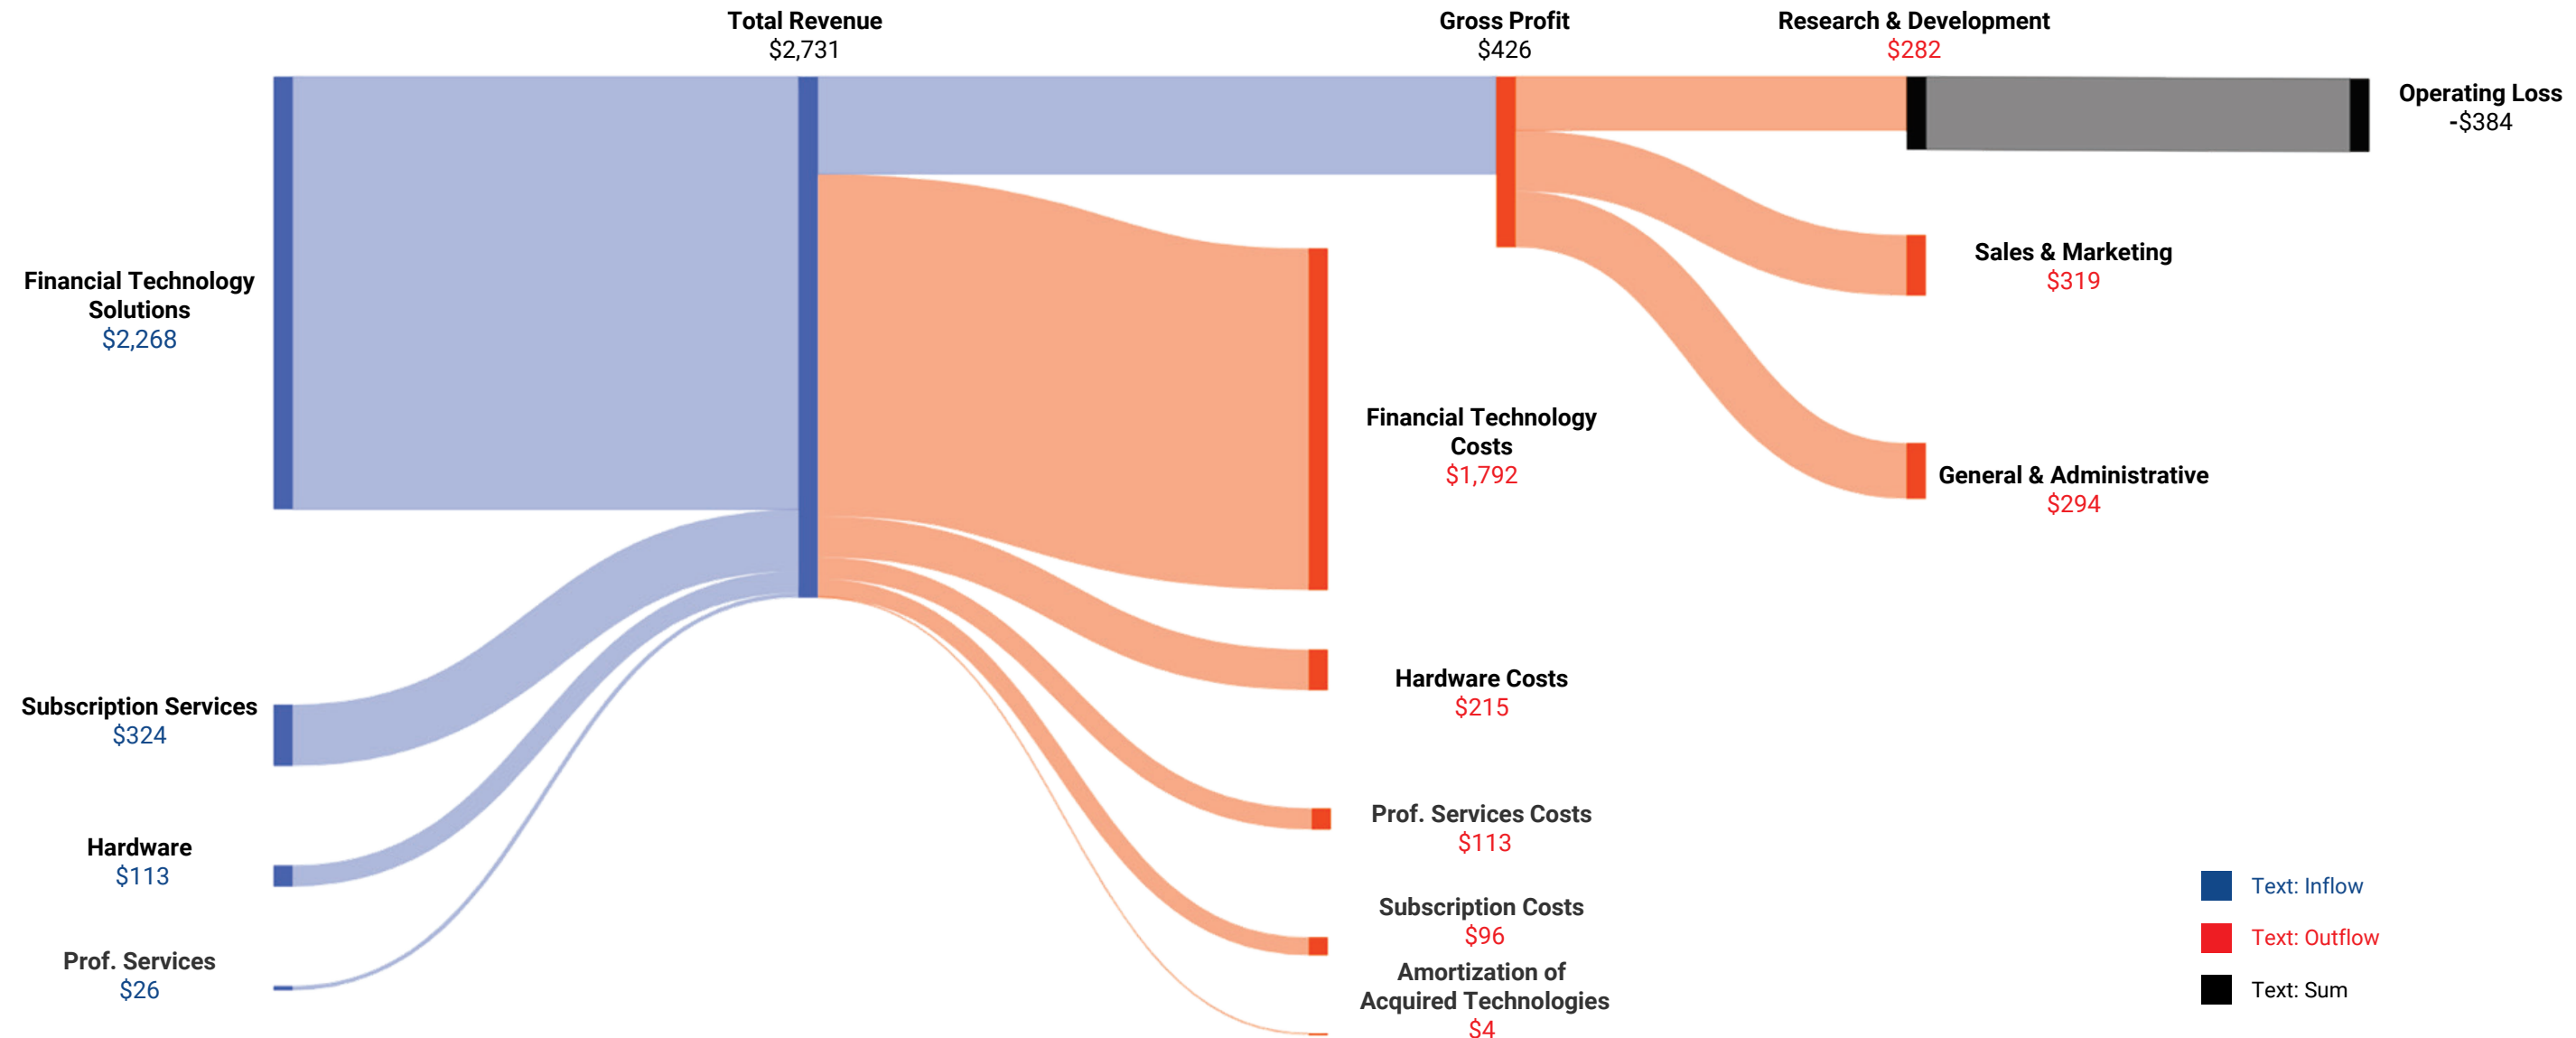 Total Revenue
$2,731
Gross Profit
$426
Research & Development
$282
Operating Loss
-$384
Financial Technology
Solutions
$2,268
Sales & Marketing
$319
Financial Technology
Costs
$1,792
General & Administrative
$294
Subscription Services
$324
Hardware Costs
$215
Hardware
$113
Prof. Services Costs
$113
Prof. Services
$26
Subscription Costs
$96
Amortization of
Acquired Technologies
$4
Text: Inflow
Text: Outflow
Text: Sum